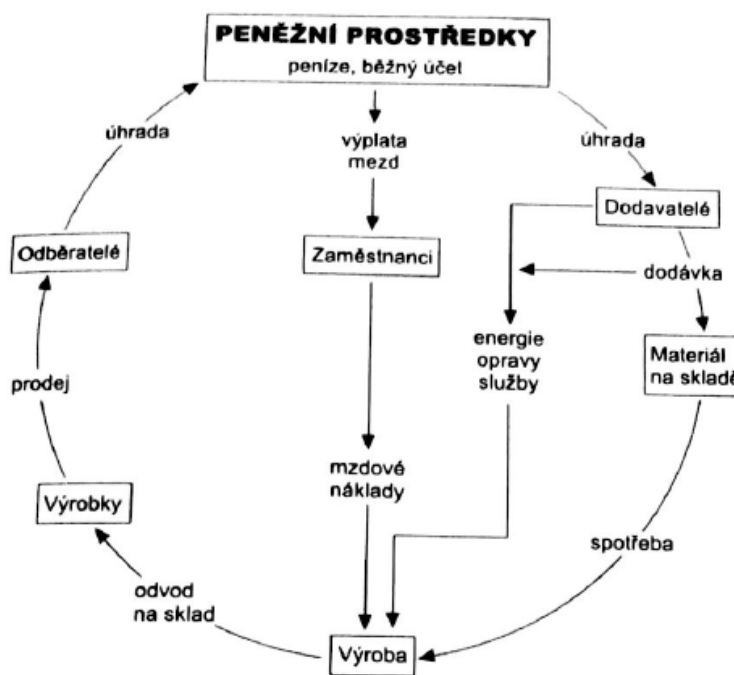 PENĚŽNÍ PROSTŘEDKY
peníze, běžný účet
úhrada
výplata
mezd
úhrada
Dodavatelé
Odběratelé
Zaměstnanci
dodávka
energie
opravy
služby
Materiál
na skladě
prodej
mzdové
náklady
Výrobky
spotřeba
odvod
na sklad
Výroba